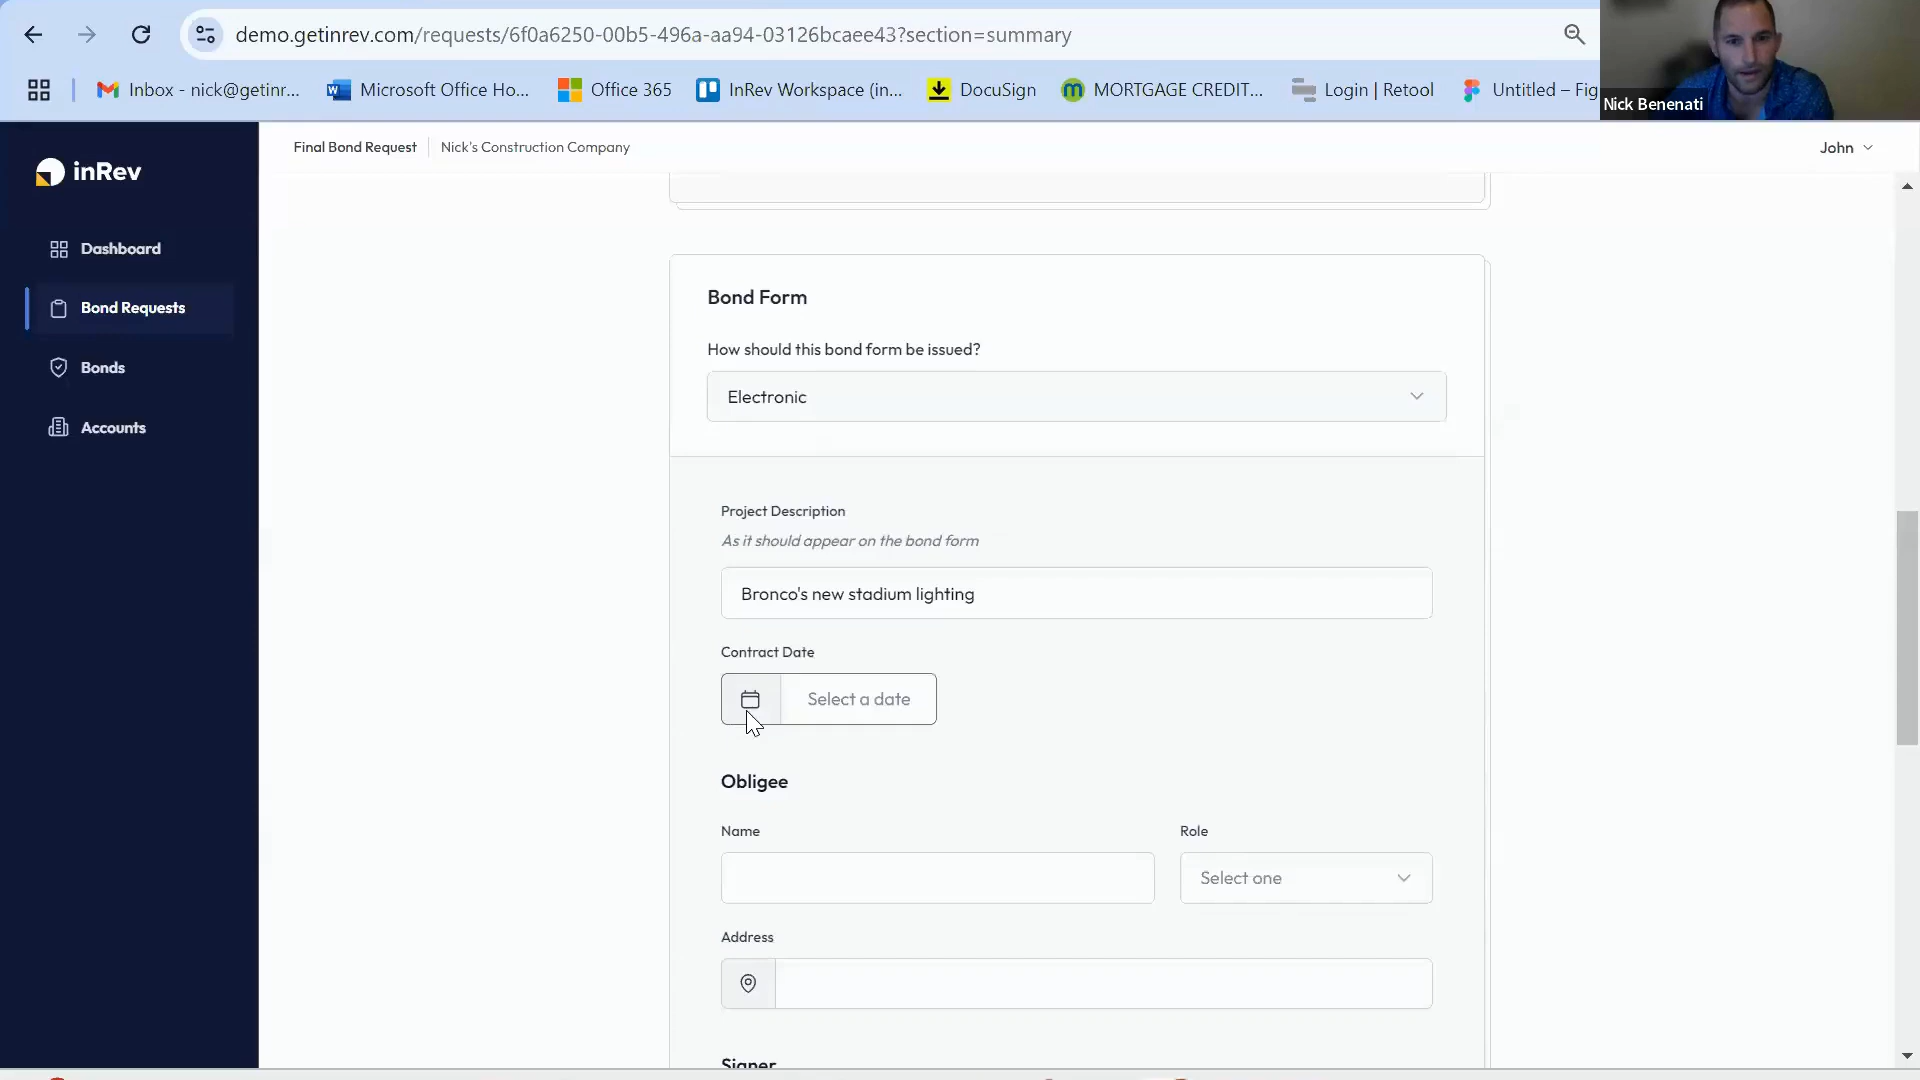 demo.getinrev.com/requests/6f0a6250-00b5-496a-aa94-03126bcaee43?section=summary
Inbox - nick@getinr...
Microsoft Office Ho...
Office 365
InRev Workspace (in...
DocuSign
MORTGAGE CREDIT...
Login | Retool
Untitled – Fig
Nick Benenati
inRev
Final Bond Request
Nick's Construction Company
John
Dashboard
Bond Requests
Bonds
Accounts
Bond Form
How should this bond form be issued?
Electronic
Project Description
As it should appear on the bond form
Bronco's new stadium lighting
Contract Date
Select a date
Obligee
Name
Role
Select one
Address
Signer